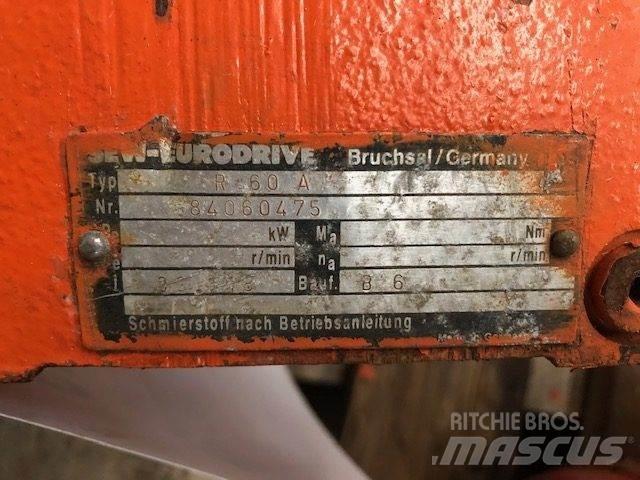 SEW-EURODRIVE Bruchsal/Germany
Typ R 60 A
Nr. 84060475
kW Ma Nm
r/min na r/min
i Bauf. B 6
Schmierstoff nach Betriebsanleitung
RITCHIE BROS.
MASCUS